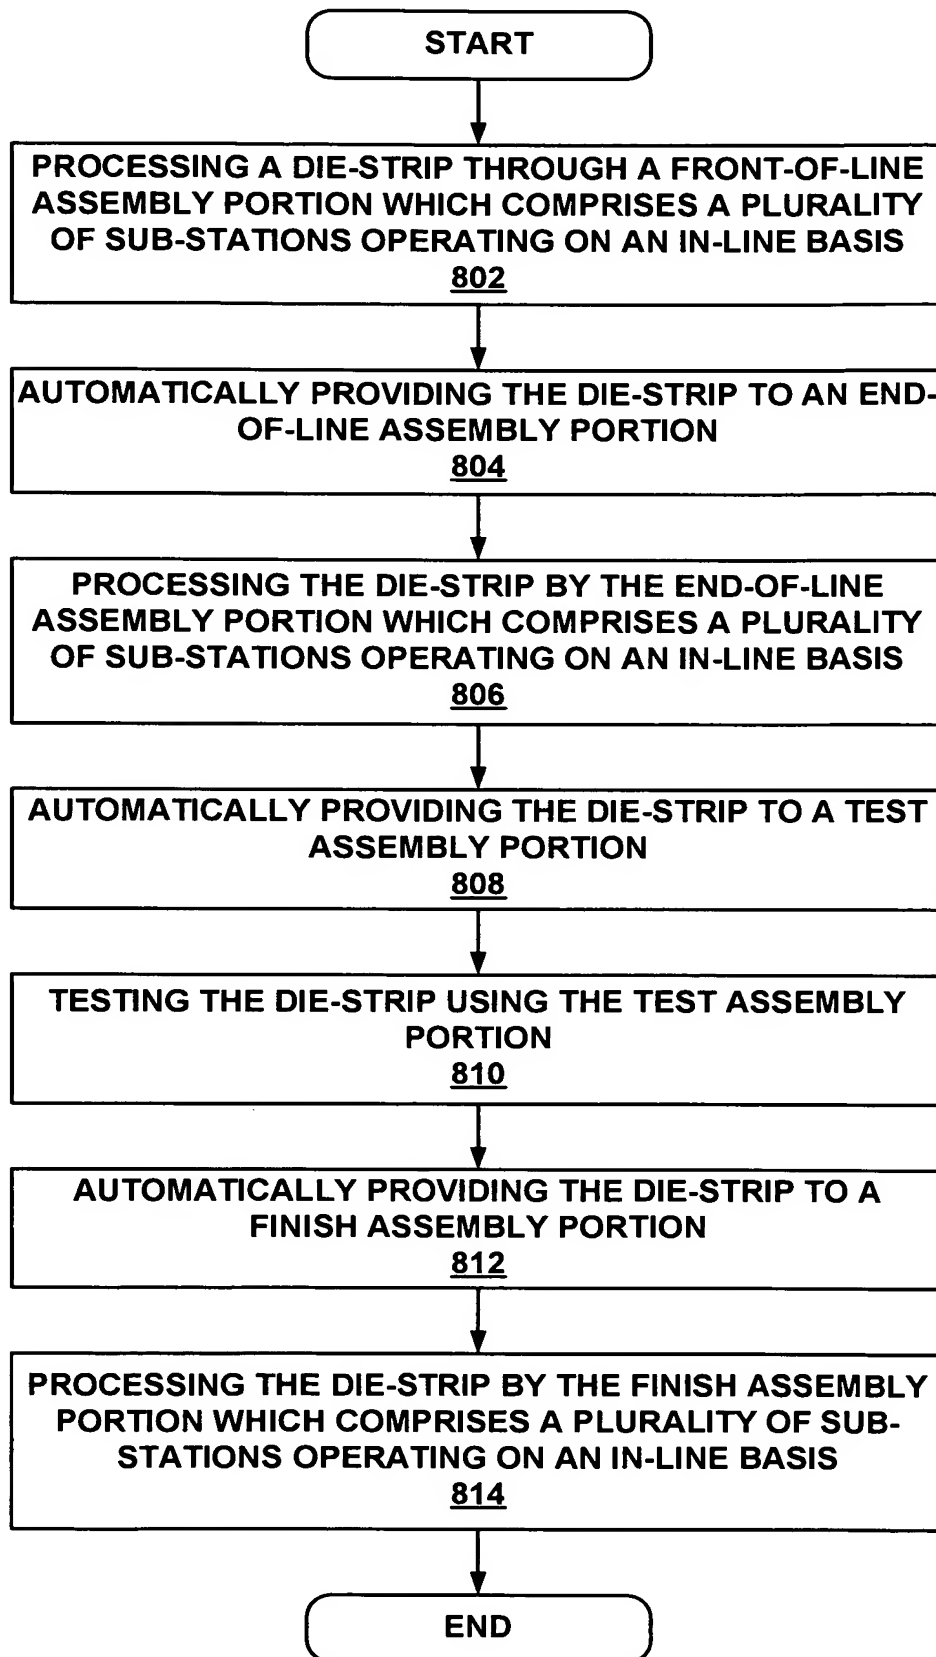 START
PROCESSING A DIE-STRIP THROUGH A FRONT-OF-LINE
ASSEMBLY PORTION WHICH COMPRISES A PLURALITY
OF SUB-STATIONS OPERATING ON AN IN-LINE BASIS
802
AUTOMATICALLY PROVIDING THE DIE-STRIP TO AN END-
OF-LINE ASSEMBLY PORTION
804
PROCESSING THE DIE-STRIP BY THE END-OF-LINE
ASSEMBLY PORTION WHICH COMPRISES A PLURALITY
OF SUB-STATIONS OPERATING ON AN IN-LINE BASIS
806
AUTOMATICALLY PROVIDING THE DIE-STRIP TO A TEST
ASSEMBLY PORTION
808
TESTING THE DIE-STRIP USING THE TEST ASSEMBLY
PORTION
810
AUTOMATICALLY PROVIDING THE DIE-STRIP TO A
FINISH ASSEMBLY PORTION
812
PROCESSING THE DIE-STRIP BY THE FINISH ASSEMBLY
PORTION WHICH COMPRISES A PLURALITY OF SUB-
STATIONS OPERATING ON AN IN-LINE BASIS
814
END